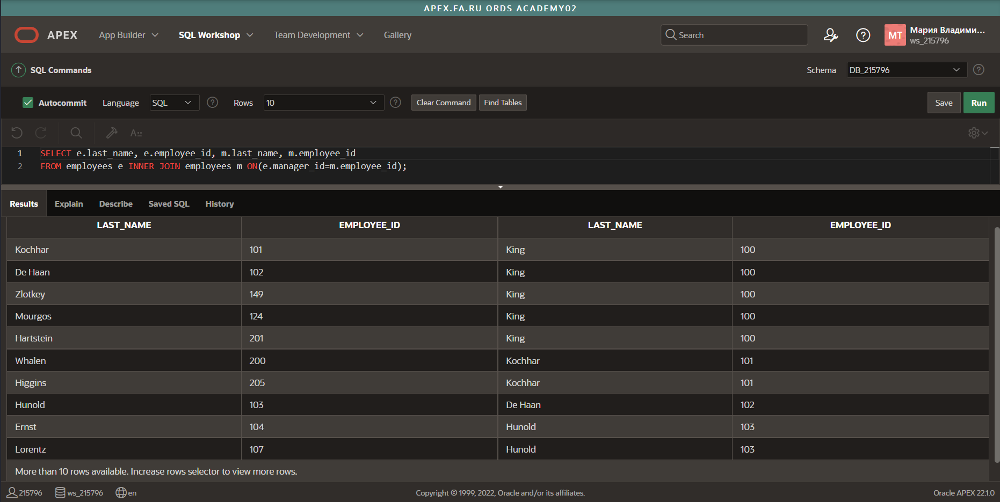 APEX.FA.RU ORDS ACADEMY02
APEX App Builder SQL Workshop Team Development Gallery Search ? MT Мария Владими... ws_215796
SQL Commands Schema DB_215796 ?
Autocommit Language SQL ? Rows 10 ? Clear Command Find Tables Save Run
A::
1 SELECT e.last_name, e.employee_id, m.last_name, m.employee_id
2 FROM employees e INNER JOIN employees m ON(e.manager_id=m.employee_id);
Results Explain Describe Saved SQL History
LAST_NAME EMPLOYEE_ID LAST_NAME EMPLOYEE_ID
Kochhar 101 King 100
De Haan 102 King 100
Zlotkey 149 King 100
Mourgos 124 King 100
Hartstein 201 King 100
Whalen 200 Kochhar 101
Higgins 205 Kochhar 101
Hunold 103 De Haan 102
Ernst 104 Hunold 103
Lorentz 107 Hunold 103
More than 10 rows available. Increase rows selector to view more rows.
215796 ws_215796 en Copyright © 1999, 2022, Oracle and/or its affiliates. Oracle APEX 22.1.0